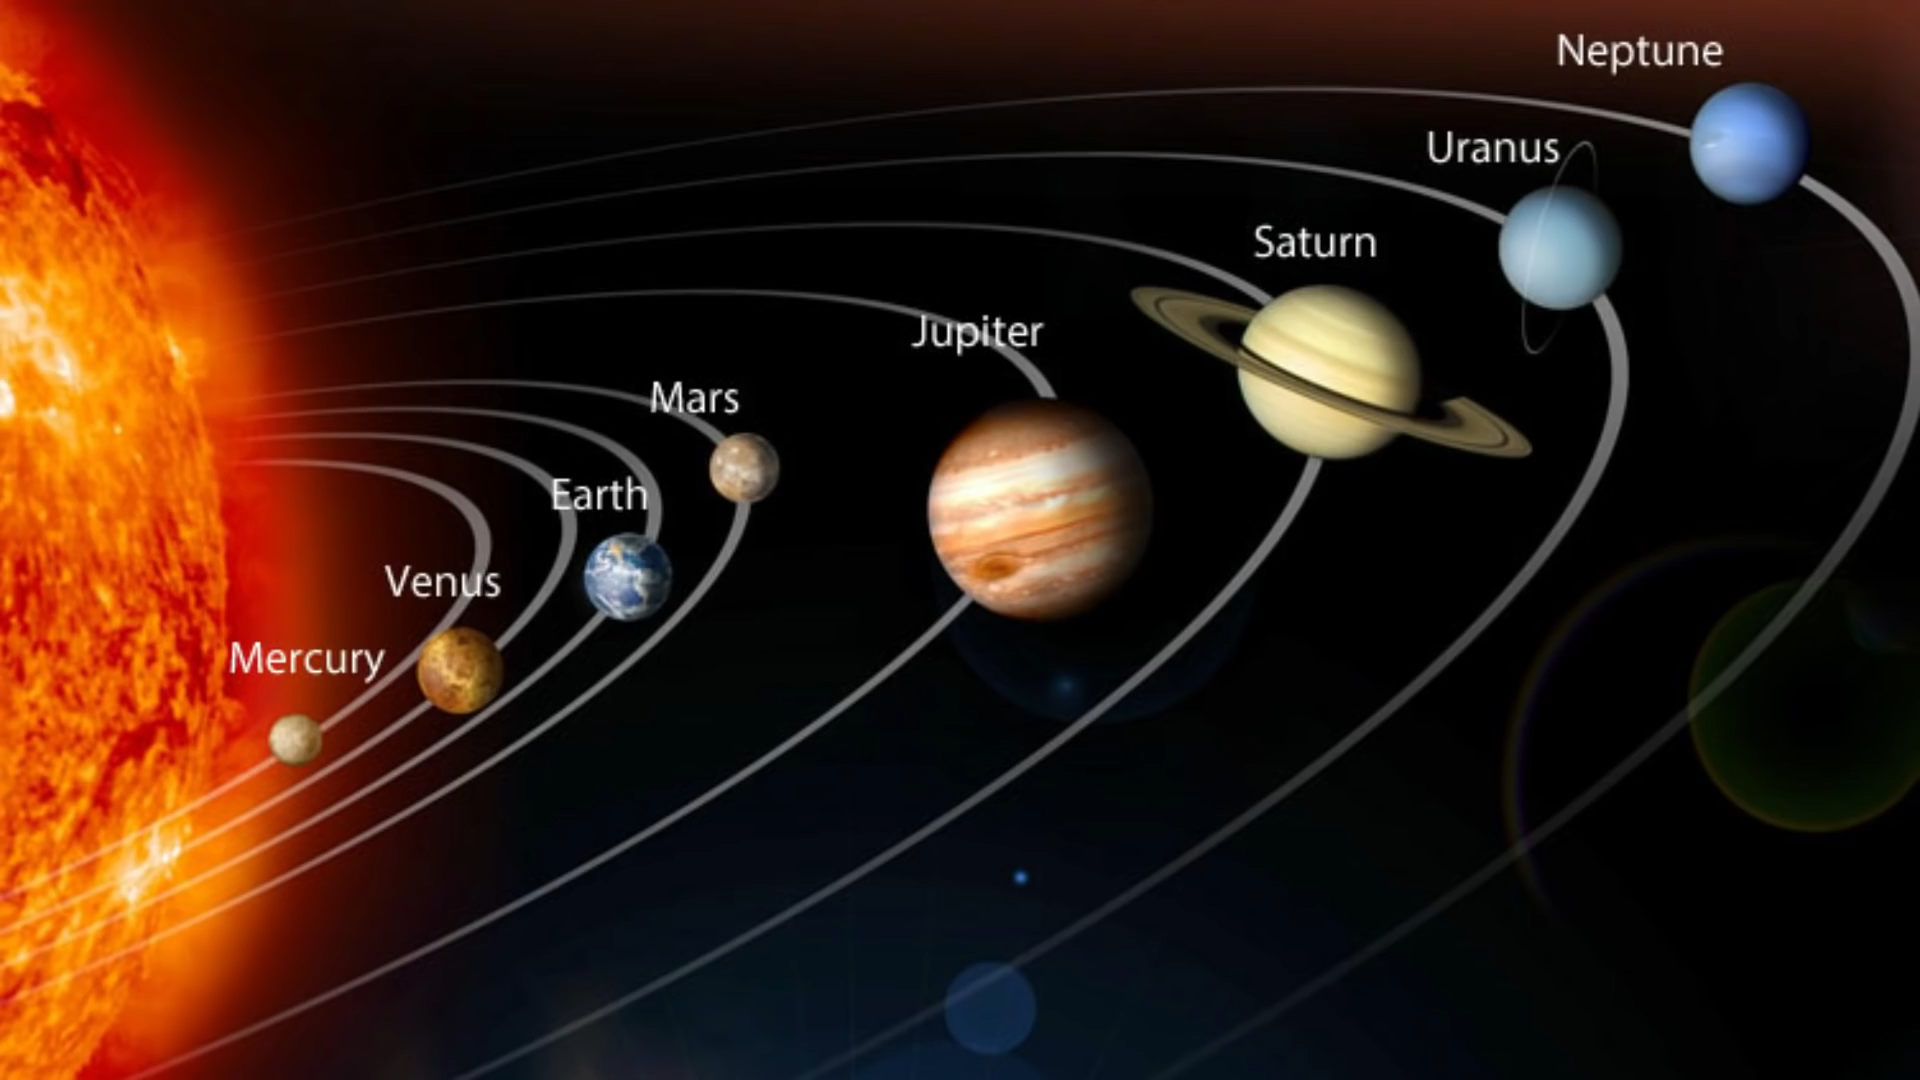 Neptune
Uranus
Saturn
Jupiter
Mars
Earth
Venus
Mercury